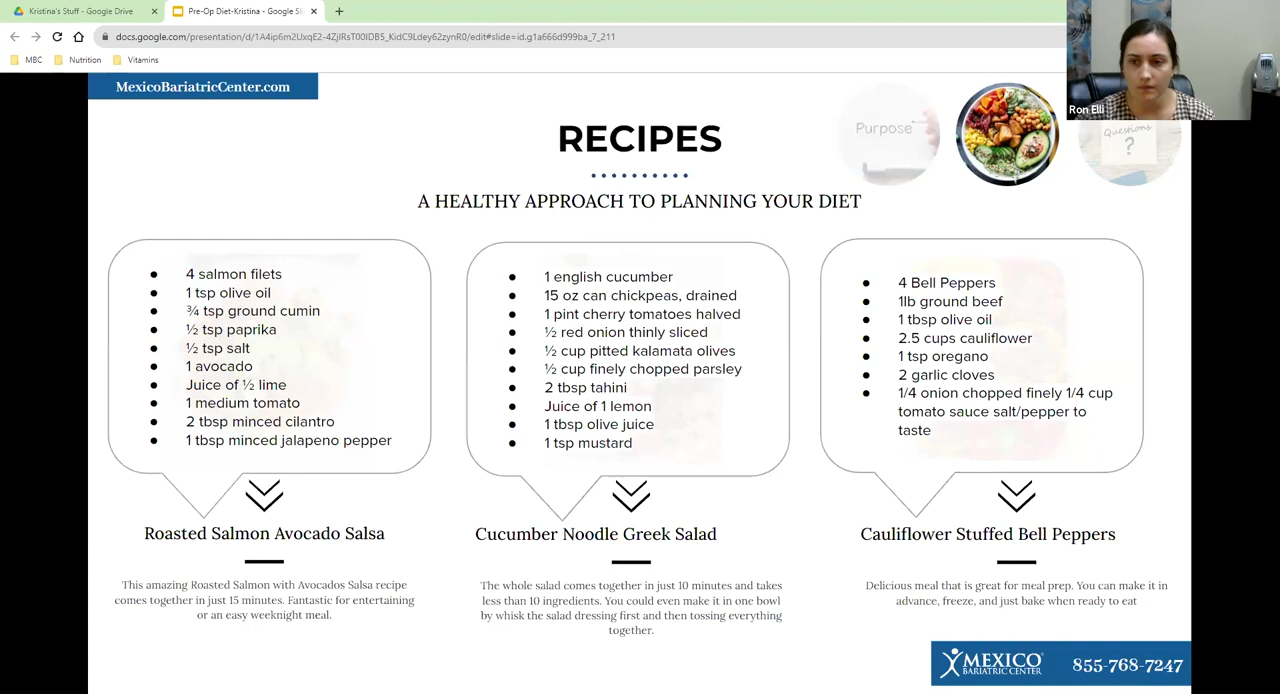 Kristina's Stuff - Google Drive
Pre-Op Diet-Kristina - Google Sli
docs.google.com/presentation/d/1A4ip6m2UxqE2-4ZjIRsT00IDB5_KidC9Ldey62zynR0/edit#slide=id.g1a666d999ba_7_211
MBC
Nutrition
Vitamins
MexicoBariatricCenter.com
Ron Elli
Purpose
Questions
?
RECIPES
A HEALTHY APPROACH TO PLANNING YOUR DIET
4 salmon filets
1 tsp olive oil
¾ tsp ground cumin
½ tsp paprika
½ tsp salt
1 avocado
Juice of ½ lime
1 medium tomato
2 tbsp minced cilantro
1 tbsp minced jalapeno pepper
1 english cucumber
15 oz can chickpeas, drained
1 pint cherry tomatoes halved
½ red onion thinly sliced
½ cup pitted kalamata olives
½ cup finely chopped parsley
2 tbsp tahini
Juice of 1 lemon
1 tbsp olive juice
1 tsp mustard
4 Bell Peppers
1lb ground beef
1 tbsp olive oil
2.5 cups cauliflower
1 tsp oregano
2 garlic cloves
1/4 onion chopped finely 1/4 cup
tomato sauce salt/pepper to
taste
Roasted Salmon Avocado Salsa
This amazing Roasted Salmon with Avocados Salsa recipe
comes together in just 15 minutes. Fantastic for entertaining
or an easy weeknight meal.
Cucumber Noodle Greek Salad
The whole salad comes together in just 10 minutes and takes
less than 10 ingredients. You could even make it in one bowl
by whisk the salad dressing first and then tossing everything
together.
Cauliflower Stuffed Bell Peppers
Delicious meal that is great for meal prep. You can make it in
advance, freeze, and just bake when ready to eat
MEXICO
BARIATRIC CENTER
855-768-7247